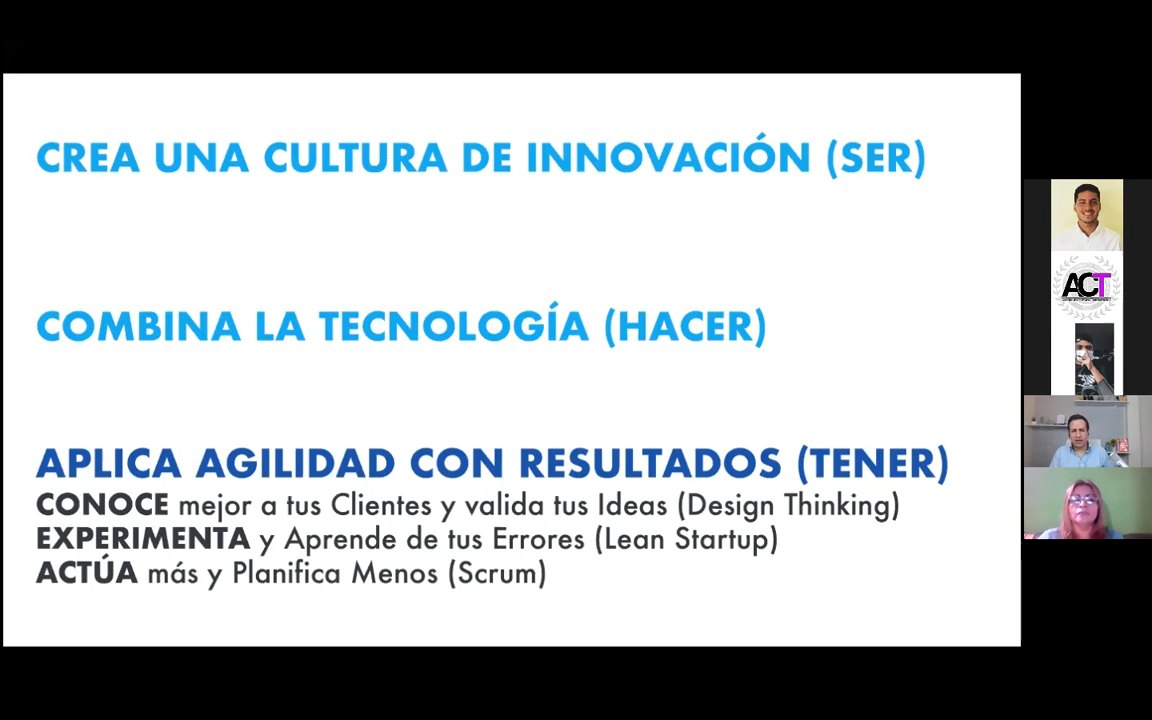 CREA UNA CULTURA DE INNOVACIÓN (SER)
COMBINA LA TECNOLOGÍA (HACER)
APLICA AGILIDAD CON RESULTADOS (TENER)
CONOCE mejor a tus Clientes y valida tus Ideas (Design Thinking)
EXPERIMENTA y Aprende de tus Errores (Lean Startup)
ACTÚA más y Planifica Menos (Scrum)
ACT